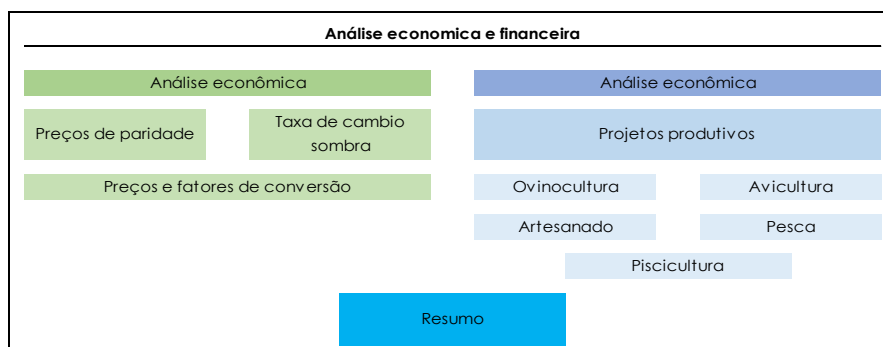 Análise economica e financeira
Análise econômica
Análise econômica
Preços de paridade
Taxa de cambio
sombra
Projetos produtivos
Preços e fatores de conversão
Ovinocultura
Avicultura
Artesanado
Pesca
Piscicultura
Resumo